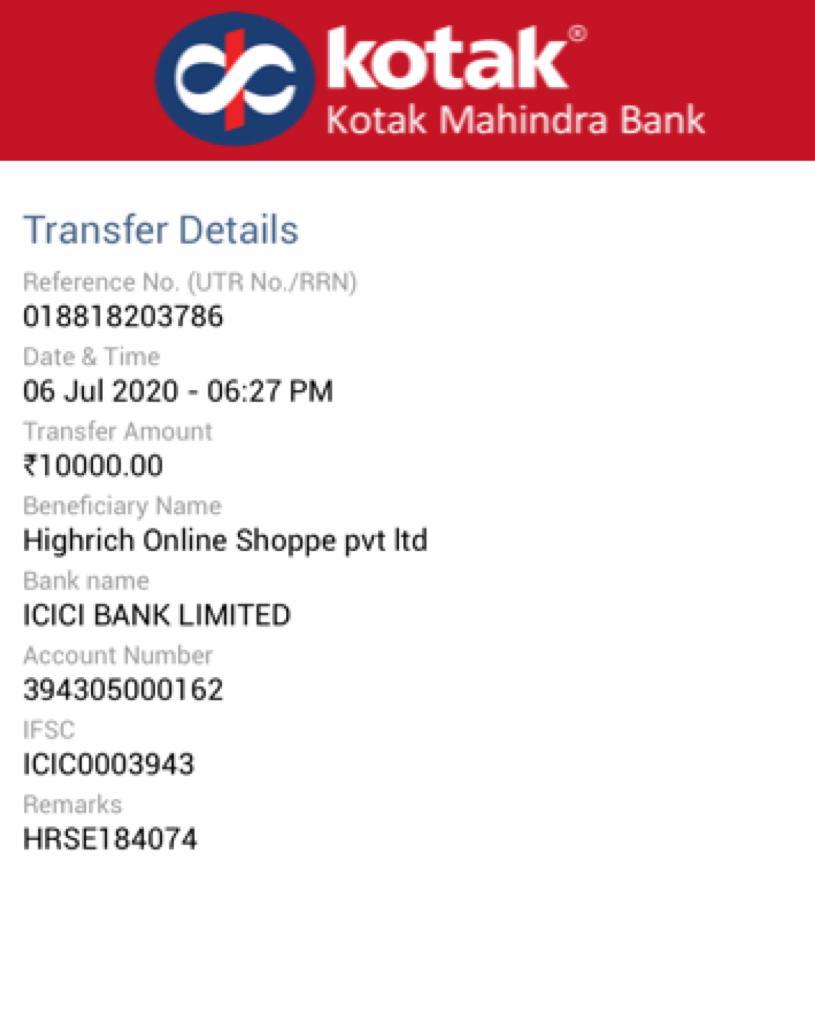 kotak®
Kotak Mahindra Bank
Transfer Details
Reference No. (UTR No./RRN)
018818203786
Date & Time
06 Jul 2020 - 06:27 PM
Transfer Amount
₹10000.00
Beneficiary Name
Highrich Online Shoppe pvt ltd
Bank name
ICICI BANK LIMITED
Account Number
394305000162
IFSC
ICIC0003943
Remarks
HRSE184074